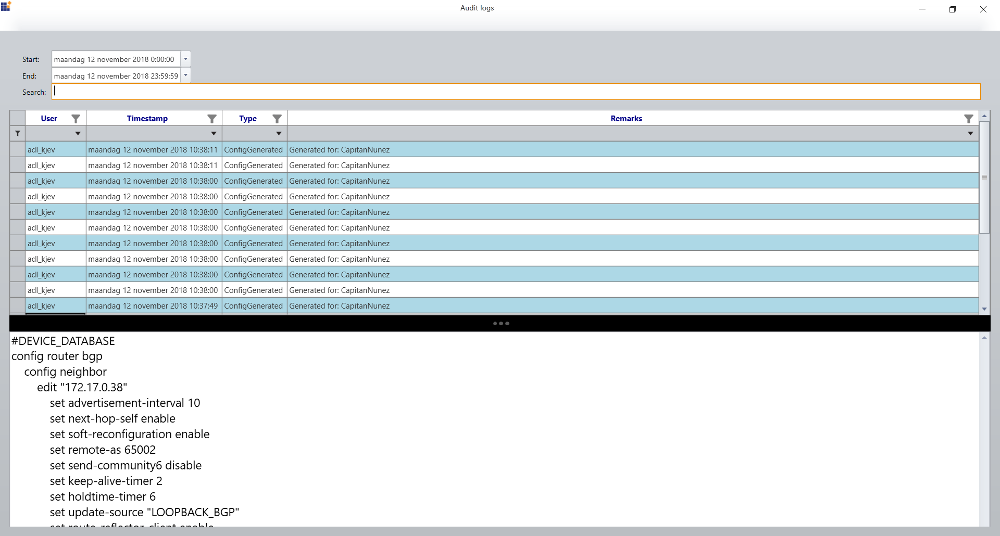 Audit logs
Start: maandag 12 november 2018 0:00:00
End: maandag 12 november 2018 23:59:59
Search:
User Timestamp Type Remarks
adl_kjev maandag 12 november 2018 10:38:11 ConfigGenerated Generated for: CapitanNunez
adl_kjev maandag 12 november 2018 10:38:11 ConfigGenerated Generated for: CapitanNunez
adl_kjev maandag 12 november 2018 10:38:00 ConfigGenerated Generated for: CapitanNunez
adl_kjev maandag 12 november 2018 10:38:00 ConfigGenerated Generated for: CapitanNunez
adl_kjev maandag 12 november 2018 10:38:00 ConfigGenerated Generated for: CapitanNunez
adl_kjev maandag 12 november 2018 10:38:00 ConfigGenerated Generated for: CapitanNunez
adl_kjev maandag 12 november 2018 10:38:00 ConfigGenerated Generated for: CapitanNunez
adl_kjev maandag 12 november 2018 10:38:00 ConfigGenerated Generated for: CapitanNunez
adl_kjev maandag 12 november 2018 10:38:00 ConfigGenerated Generated for: CapitanNunez
adl_kjev maandag 12 november 2018 10:38:00 ConfigGenerated Generated for: CapitanNunez
adl_kjev maandag 12 november 2018 10:37:49 ConfigGenerated Generated for: CapitanNunez
#DEVICE_DATABASE
config router bgp
config neighbor
edit "172.17.0.38"
set advertisement-interval 10
set next-hop-self enable
set soft-reconfiguration enable
set remote-as 65002
set send-community6 disable
set keep-alive-timer 2
set holdtime-timer 6
set update-source "LOOPBACK_BGP"
set route-reflector-client enable